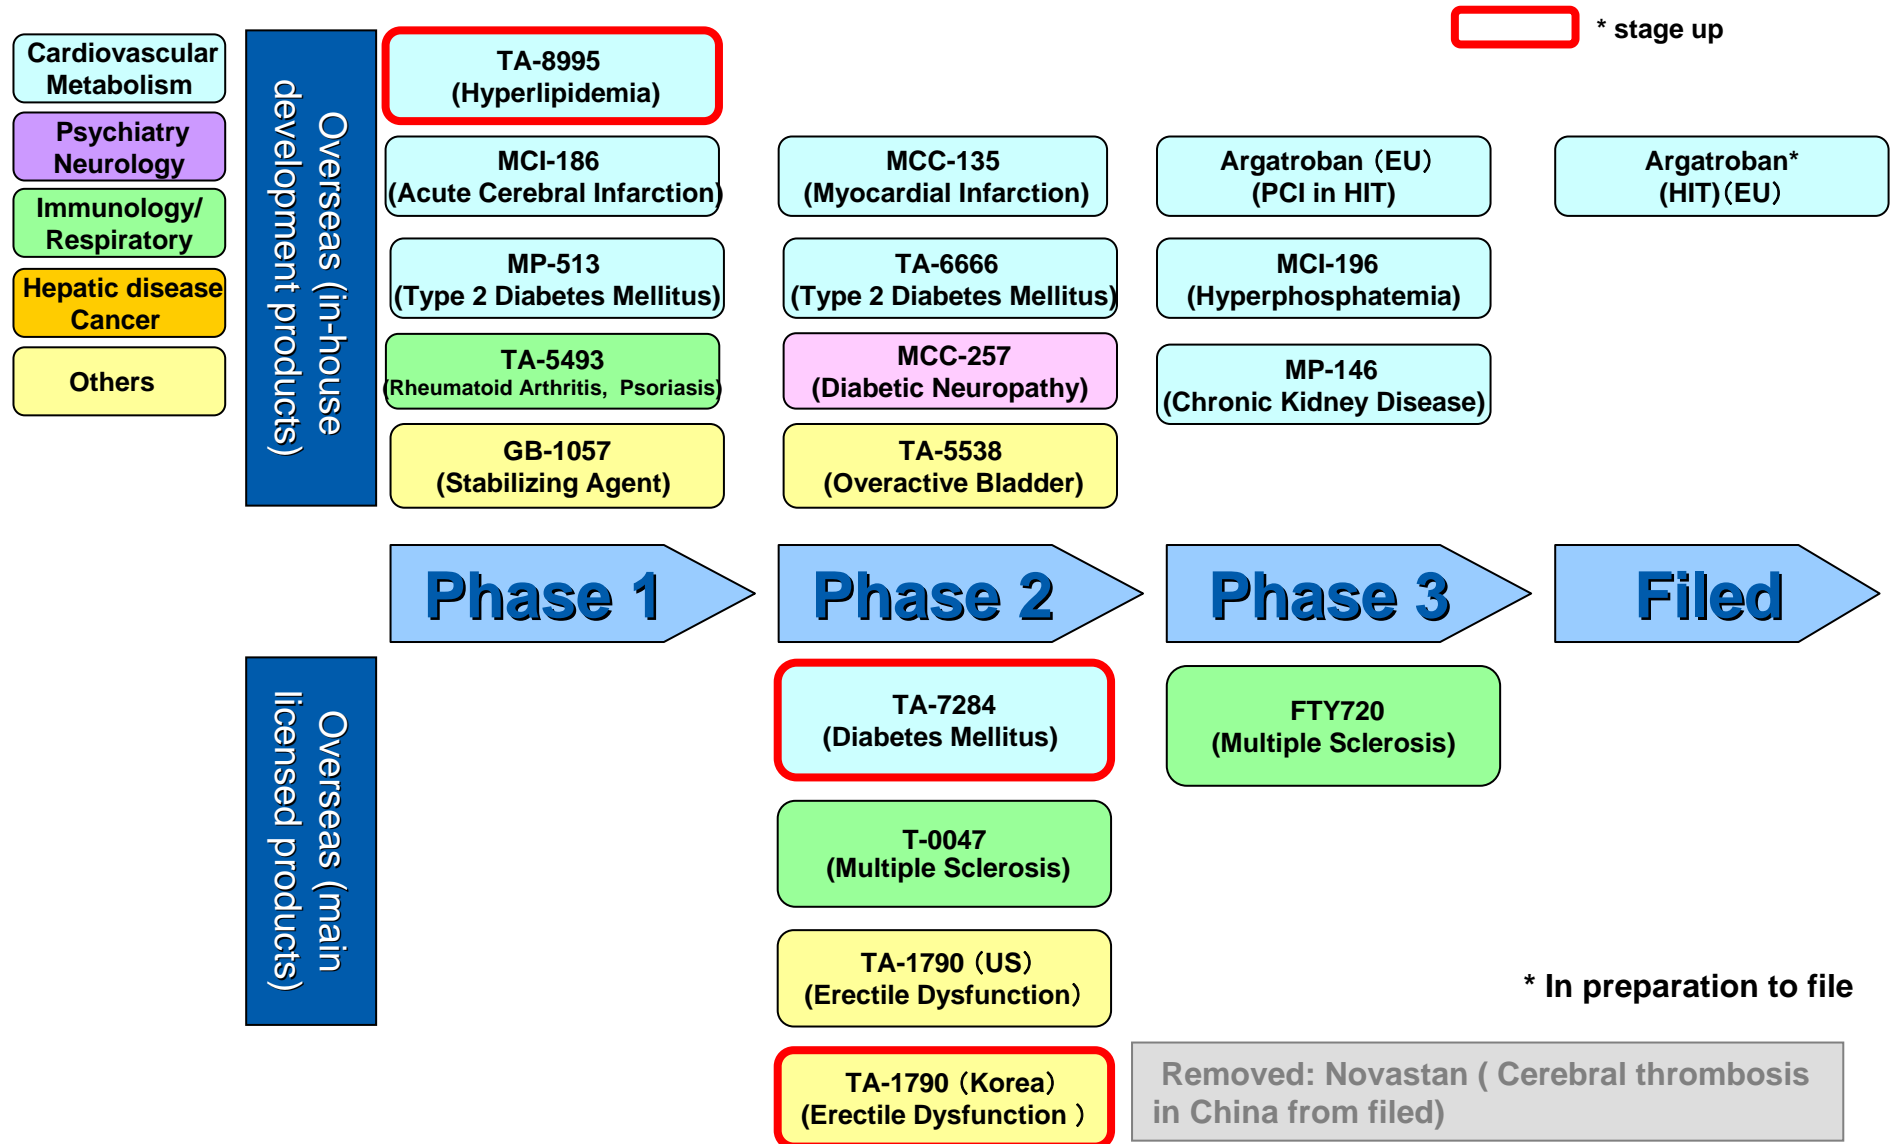 * stage up
Cardiovascular
Metabolism
Psychiatry
Neurology
Immunology/
Respiratory
Hepatic disease
Cancer
Others
Overseas (in-house
development products)
TA-8995
(Hyperlipidemia)
MCI-186
(Acute Cerebral Infarction)
MP-513
(Type 2 Diabetes Mellitus)
TA-5493
(Rheumatoid Arthritis, Psoriasis)
GB-1057
(Stabilizing Agent)
MCC-135
(Myocardial Infarction)
TA-6666
(Type 2 Diabetes Mellitus)
MCC-257
(Diabetic Neuropathy)
TA-5538
(Overactive Bladder)
Argatroban（EU）
(PCI in HIT)
MCI-196
(Hyperphosphatemia)
MP-146
(Chronic Kidney Disease)
Argatroban*
(HIT)（EU）
Phase 1
Phase 2
Phase 3
Filed
Overseas (main
licensed products)
TA-7284
(Diabetes Mellitus)
T-0047
(Multiple Sclerosis)
TA-1790（US）
(Erectile Dysfunction）
TA-1790（Korea）
(Erectile Dysfunction ）
FTY720
(Multiple Sclerosis)
* In preparation to file
Removed: Novastan ( Cerebral thrombosis
in China from filed)